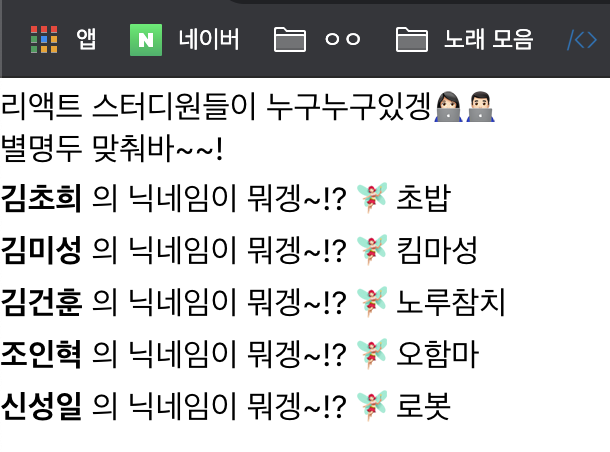 앱 N 네이버 ㅇㅇ 노래 모음 </>
리액트 스터디원들이 누구누구있겡👩🏻‍💻👨🏻‍💻
별명두 맞춰바~~!
김초희 의 닉네임이 뭐겡~!? 🧚🏻‍♀️ 초밥
김미성 의 닉네임이 뭐겡~!? 🧚🏻‍♀️ 킴마성
김건훈 의 닉네임이 뭐겡~!? 🧚🏻‍♀️ 노루참치
조인혁 의 닉네임이 뭐겡~!? 🧚🏻‍♀️ 오함마
신성일 의 닉네임이 뭐겡~!? 🧚🏻‍♀️ 로봇